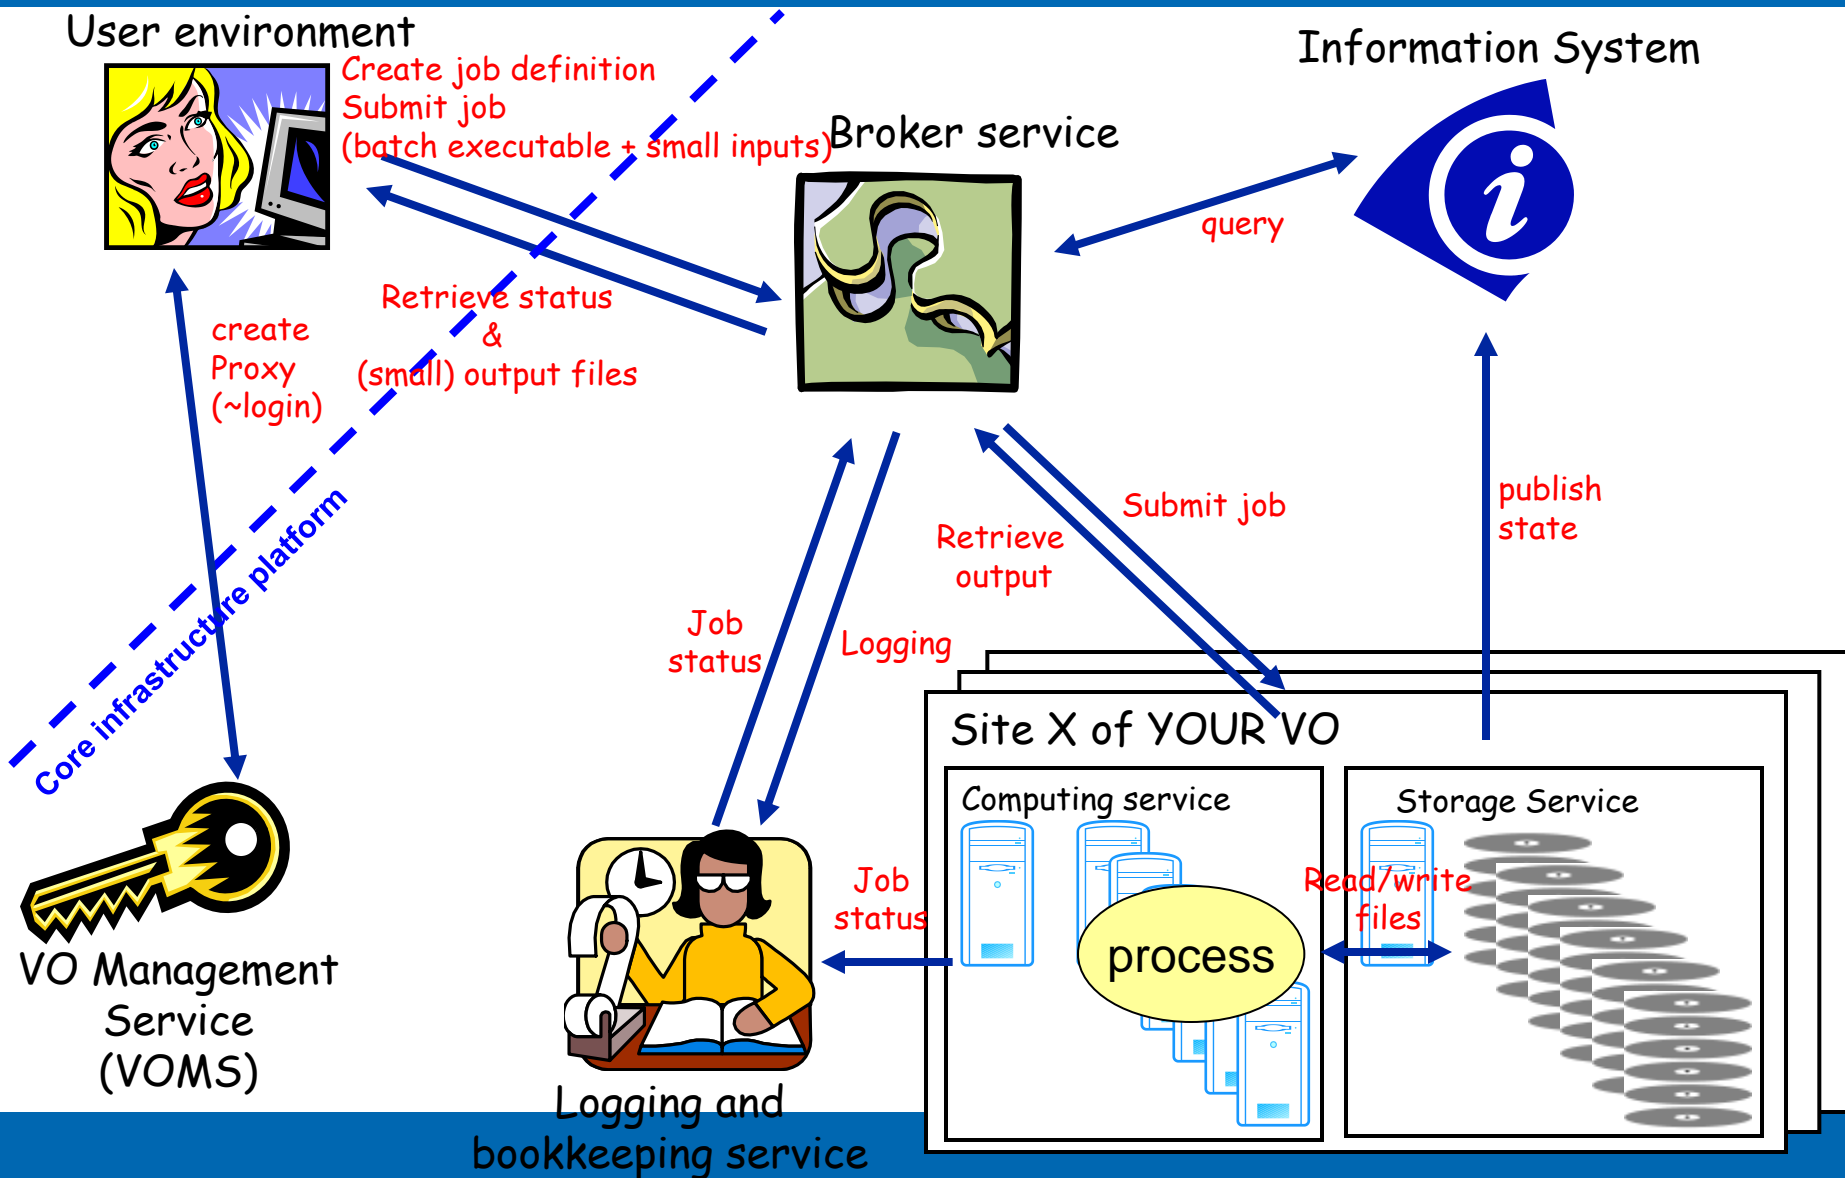 User environment
Create job definition
Submit job
(batch executable + small inputs)
Broker service
Information System
query
Retrieve status
&
(small) output files
create
Proxy
(~login)
Core infrastructure platform
publish
state
Submit job
Retrieve
output
Job
status
Logging
Site X of YOUR VO
Computing service
Storage Service
Job
status
process
Read/write
files
VO Management
Service
(VOMS)
Logging and
bookkeeping service